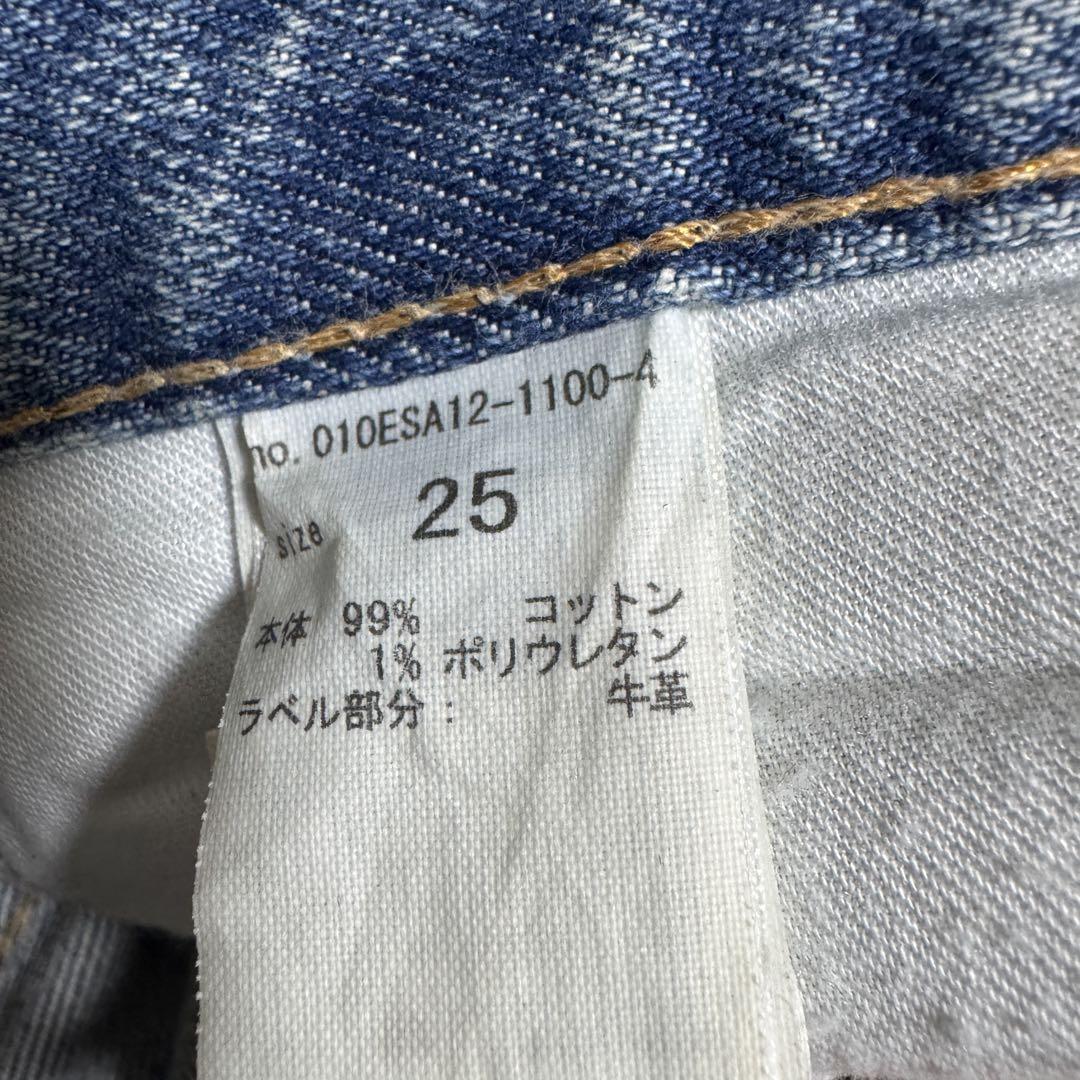 no. 010ESA12-1100-4
size 25
本体 99% コットン
1% ポリウレタン
ラベル部分: 牛革